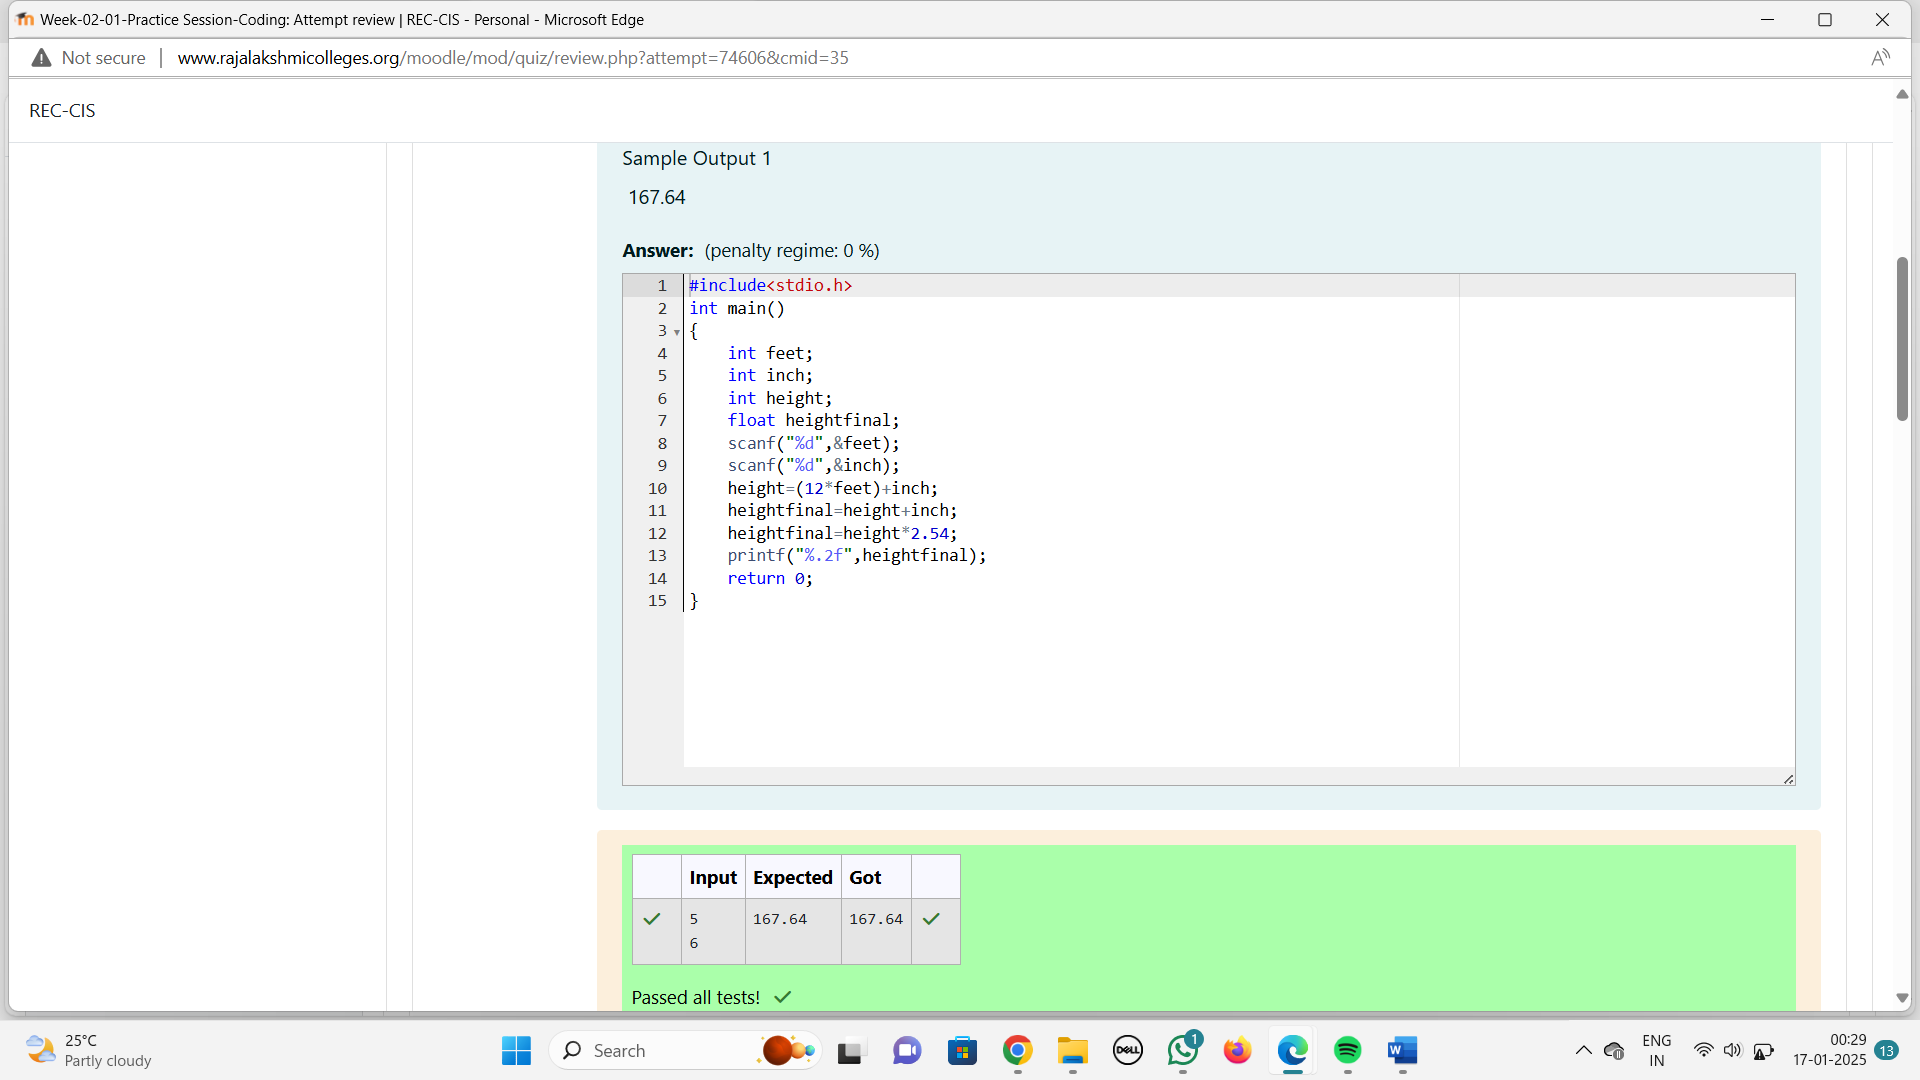 Week-02-01-Practice Session-Coding: Attempt review | REC-CIS - Personal - Microsoft Edge
Not secure | www.rajalakshmicolleges.org/moodle/mod/quiz/review.php?attempt=74606&cmid=35
REC-CIS
Sample Output 1
167.64
Answer: (penalty regime: 0 %)
1 #include<stdio.h>
2 int main()
3 {
4     int feet;
5     int inch;
6     int height;
7     float heightfinal;
8     scanf("%d",&feet);
9     scanf("%d",&inch);
10     height=(12*feet)+inch;
11     heightfinal=height+inch;
12     heightfinal=height*2.54;
13     printf("%.2f",heightfinal);
14     return 0;
15 }
Input Expected Got
5 167.64 167.64
6
Passed all tests!
25°C
Partly cloudy
Search
DELL
1
W
ENG
IN
00:29
17-01-2025
13